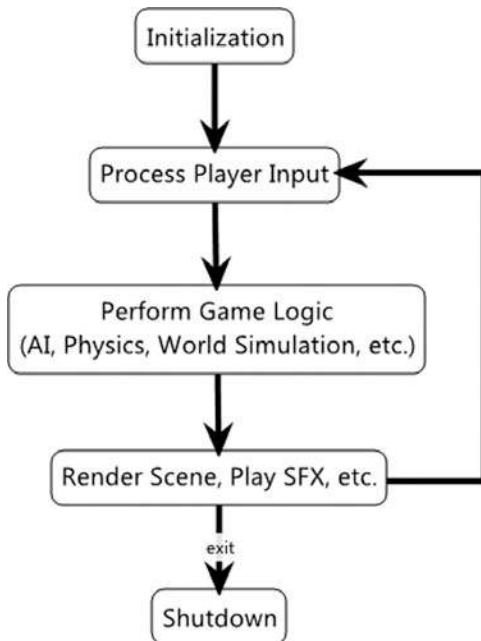 Initialization
Process Player Input
Perform Game Logic
(AI, Physics, World Simulation, etc.)
Render Scene, Play SFX, etc.
exit
Shutdown